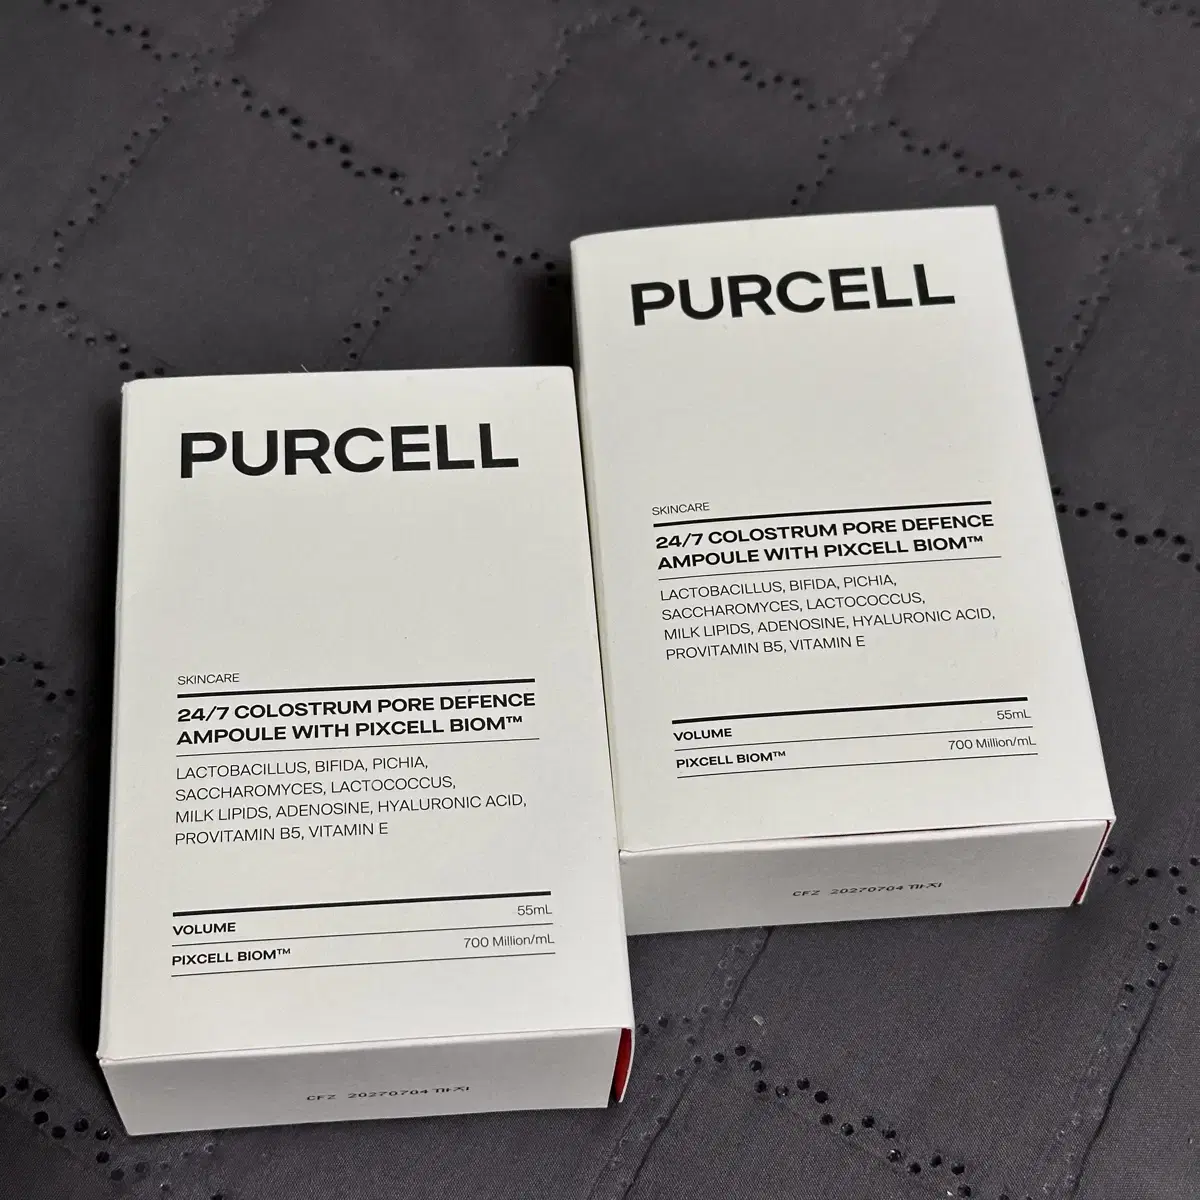 PURCELL
SKINCARE
24/7 COLOSTRUM PORE DEFENCE
AMPOULE WITH PIXCELL BIOM™
LACTOBACILLUS, BIFIDA, PICHIA,
SACCHAROMYCES, LACTOCOCCUS,
MILK LIPIDS, ADENOSINE, HYALURONIC ACID,
PROVITAMIN B5, VITAMIN E
VOLUME 55mL
PIXCELL BIOM™ 700 Million/mL
CFZ 20270704 까지
PURCELL
SKINCARE
24/7 COLOSTRUM PORE DEFENCE
AMPOULE WITH PIXCELL BIOM™
LACTOBACILLUS, BIFIDA, PICHIA,
SACCHAROMYCES, LACTOCOCCUS,
MILK LIPIDS, ADENOSINE, HYALURONIC ACID,
PROVITAMIN B5, VITAMIN E
VOLUME 55mL
PIXCELL BIOM™ 700 Million/mL
CFZ 20270704 까지